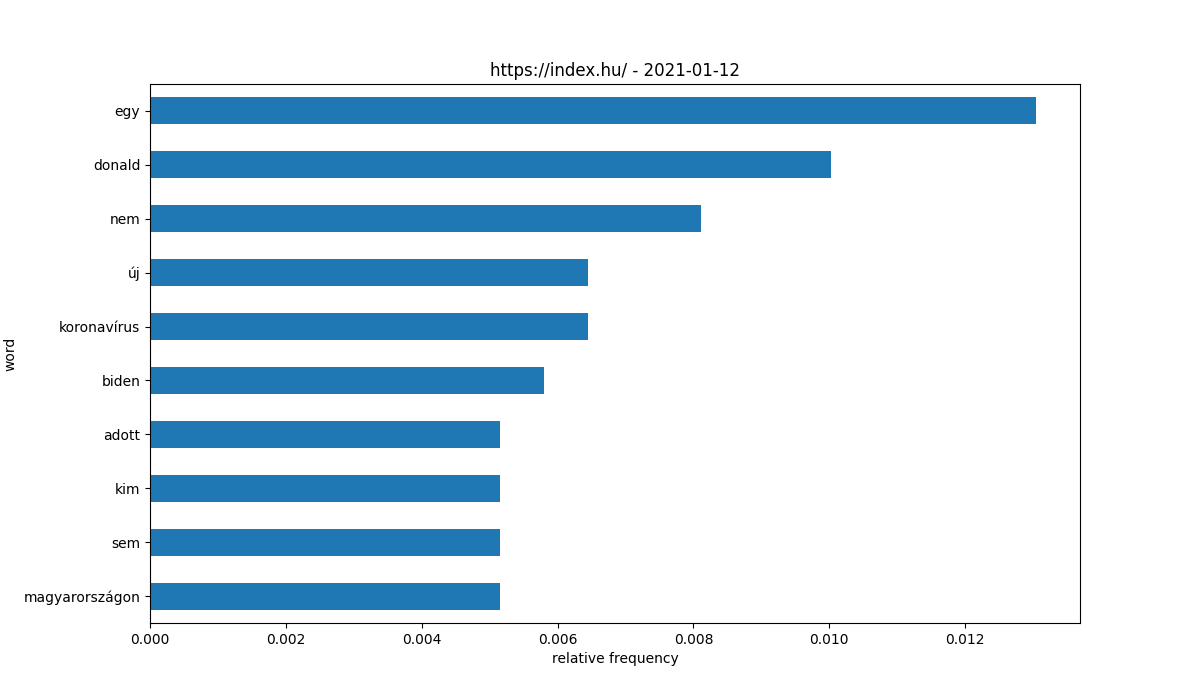 https://index.hu/ - 2021-01-12
word
egy
donald
nem
új
koronavírus
biden
adott
kim
sem
magyarországon
0.000 0.002 0.004 0.006 0.008 0.010 0.012
relative frequency